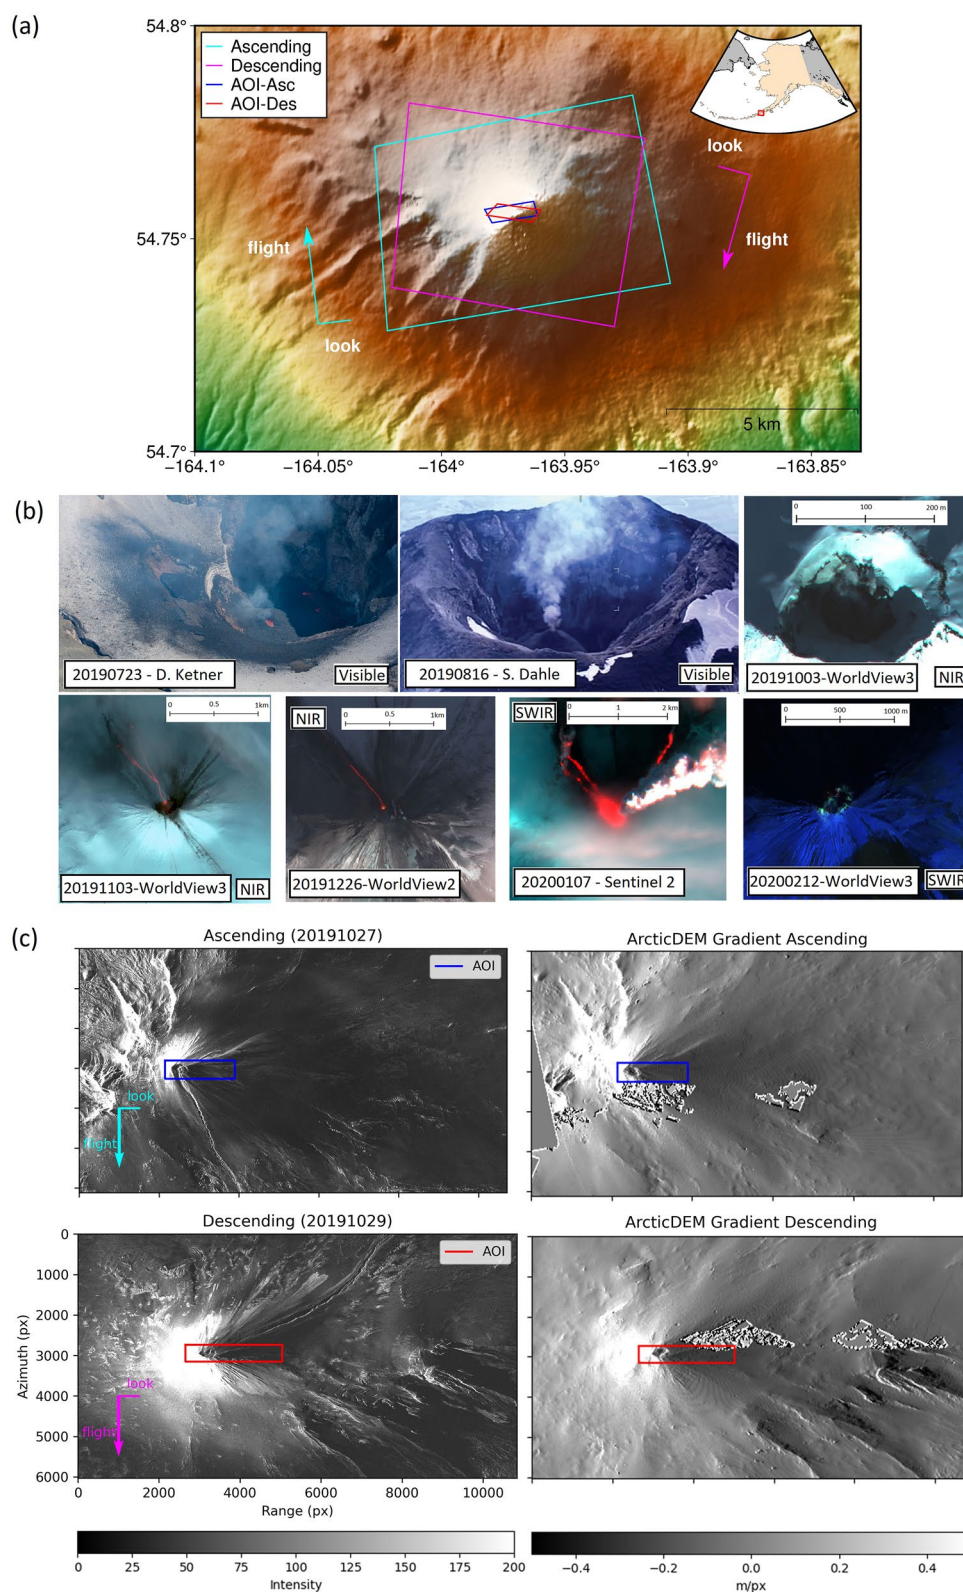 (a)
54.8°
Ascending
Descending
AOI-Asc
AOI-Des
look
54.75°
flight
flight
look
5 km
54.7°
−164.1° −164.05° −164° −163.95° −163.9° −163.85°
(b)
0 100 200 m
20190723 - D. Ketner
Visible
20190816 - S. Dahle
Visible
20191003-WorldView3
NIR
0 0.5 1km
NIR
0 0.5 1km
SWIR
0 1 2 km
0 500 1000 m
20191103-WorldView3
NIR
20191226-WorldView2
20200107 - Sentinel 2
20200212-WorldView3
SWIR
(c)
Ascending (20191027)
ArcticDEM Gradient Ascending
AOI
look
flight
Descending (20191029)
ArcticDEM Gradient Descending
0
AOI
1000
2000
3000
4000
5000
6000
Azimuth (px)
look
flight
0 2000 4000 6000 8000 10000
Range (px)
0 25 50 75 100 125 150 175 200
Intensity
−0.4 −0.2 0.0 0.2 0.4
m/px